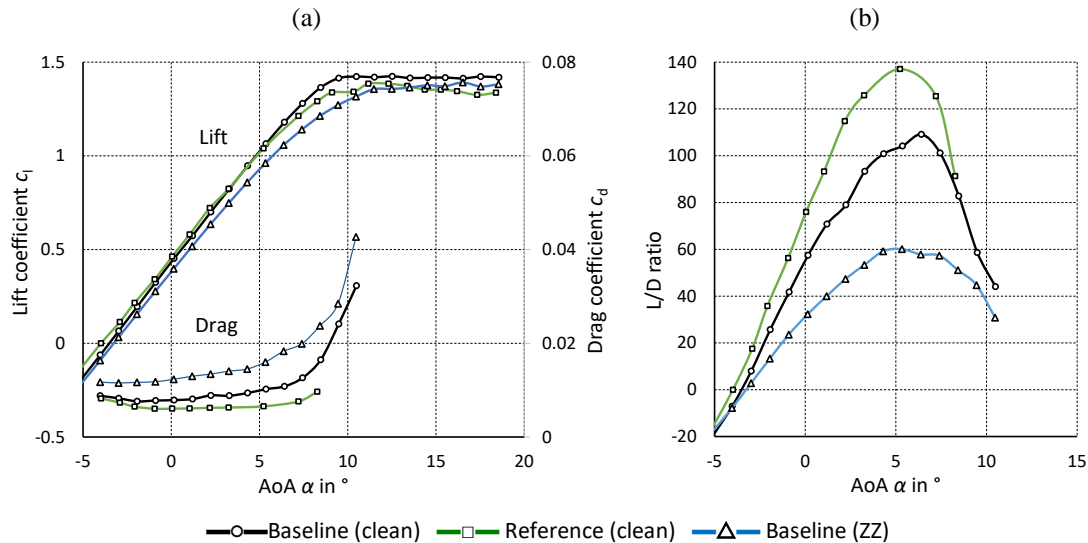 (a)
(b)
1.5
1
0.5
0
-0.5
Lift coefficient cl
Lift
Drag
0.08
0.06
0.04
0.02
0
Drag coefficient cd
-5 0 5 10 15 20
AoA α in °
140
120
100
80
60
40
20
0
-20
L/D ratio
-5 0 5 10 15
AoA α in °
Baseline (clean) Reference (clean) Baseline (ZZ)